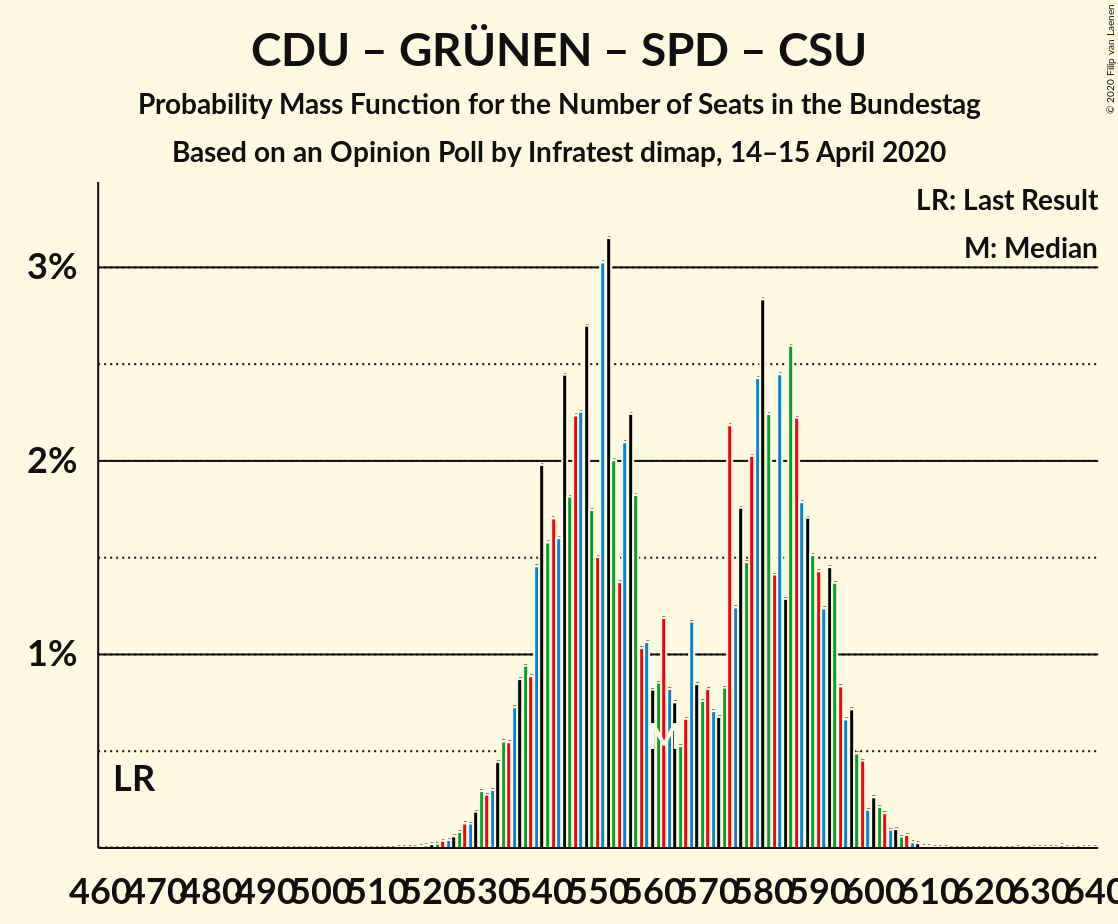 CDU – GRÜNEN – SPD – CSU
Probability Mass Function for the Number of Seats in the Bundestag
Based on an Opinion Poll by Infratest dimap, 14–15 April 2020
© 2020 Filip van Laenen
LR: Last Result
M: Median
3%
2%
1%
M
LR
460 470 480 490 500 510 520 530 540 550 560 570 580 590 600 610 620 630 640